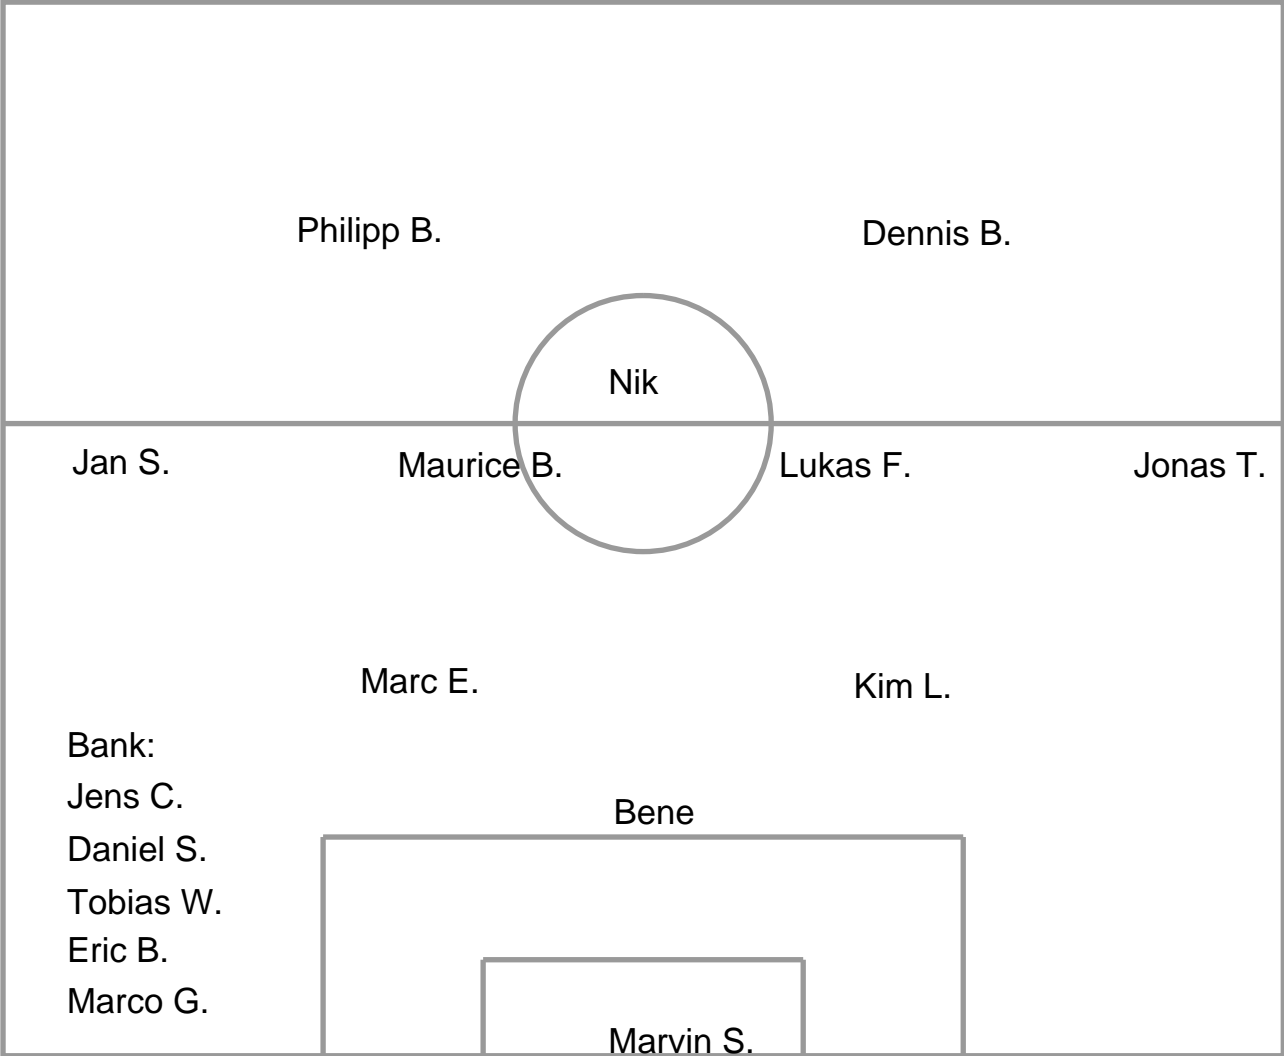 Philipp B.
Dennis B.
Nik
Jan S.
Maurice B.
Lukas F.
Jonas T.
Marc E.
Kim L.
Bank:
Jens C.
Daniel S.
Tobias W.
Eric B.
Marco G.
Bene
Marvin S.